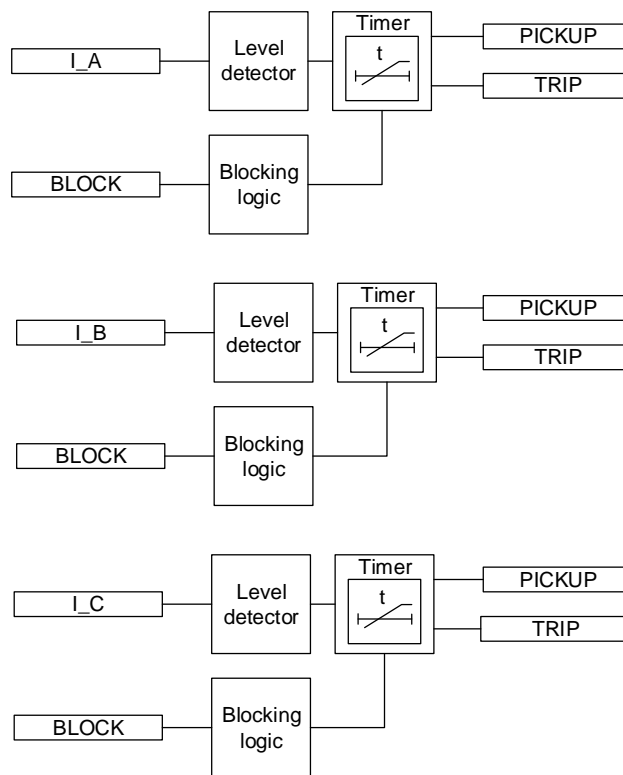 Timer
PICKUP
Level
detector
t
I_A
TRIP
BLOCK
Blocking
logic
Timer
PICKUP
Level
detector
t
I_B
TRIP
BLOCK
Blocking
logic
Timer
PICKUP
Level
detector
t
I_C
TRIP
BLOCK
Blocking
logic